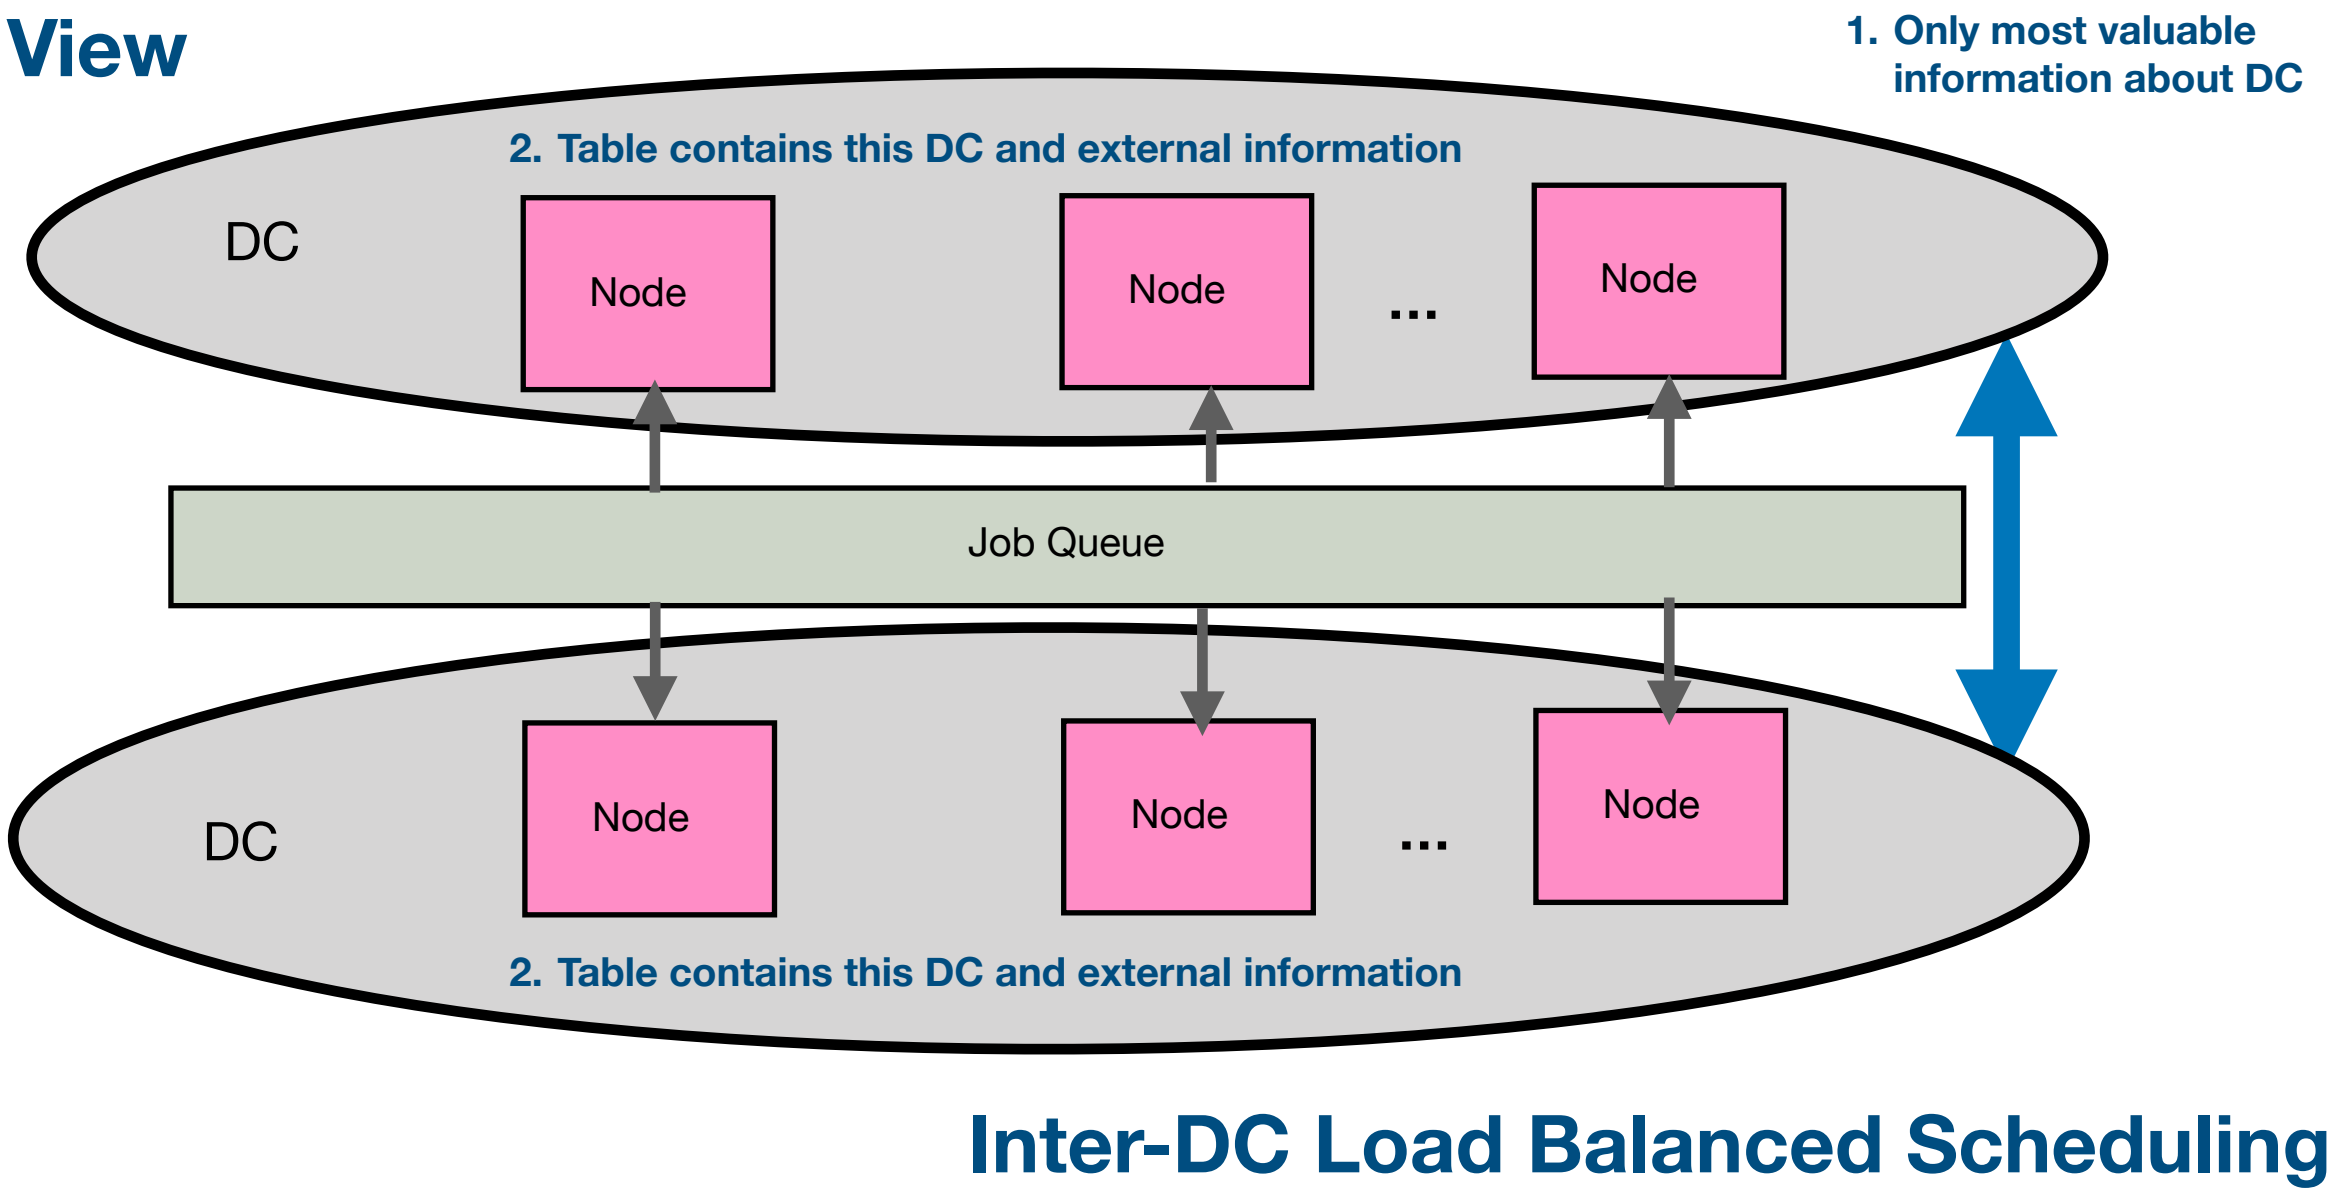 View
1. Only most valuable
information about DC
2. Table contains this DC and external information
DC
Node
Node
...
Node
Job Queue
Node
Node
...
Node
DC
2. Table contains this DC and external information
Inter-DC Load Balanced Scheduling